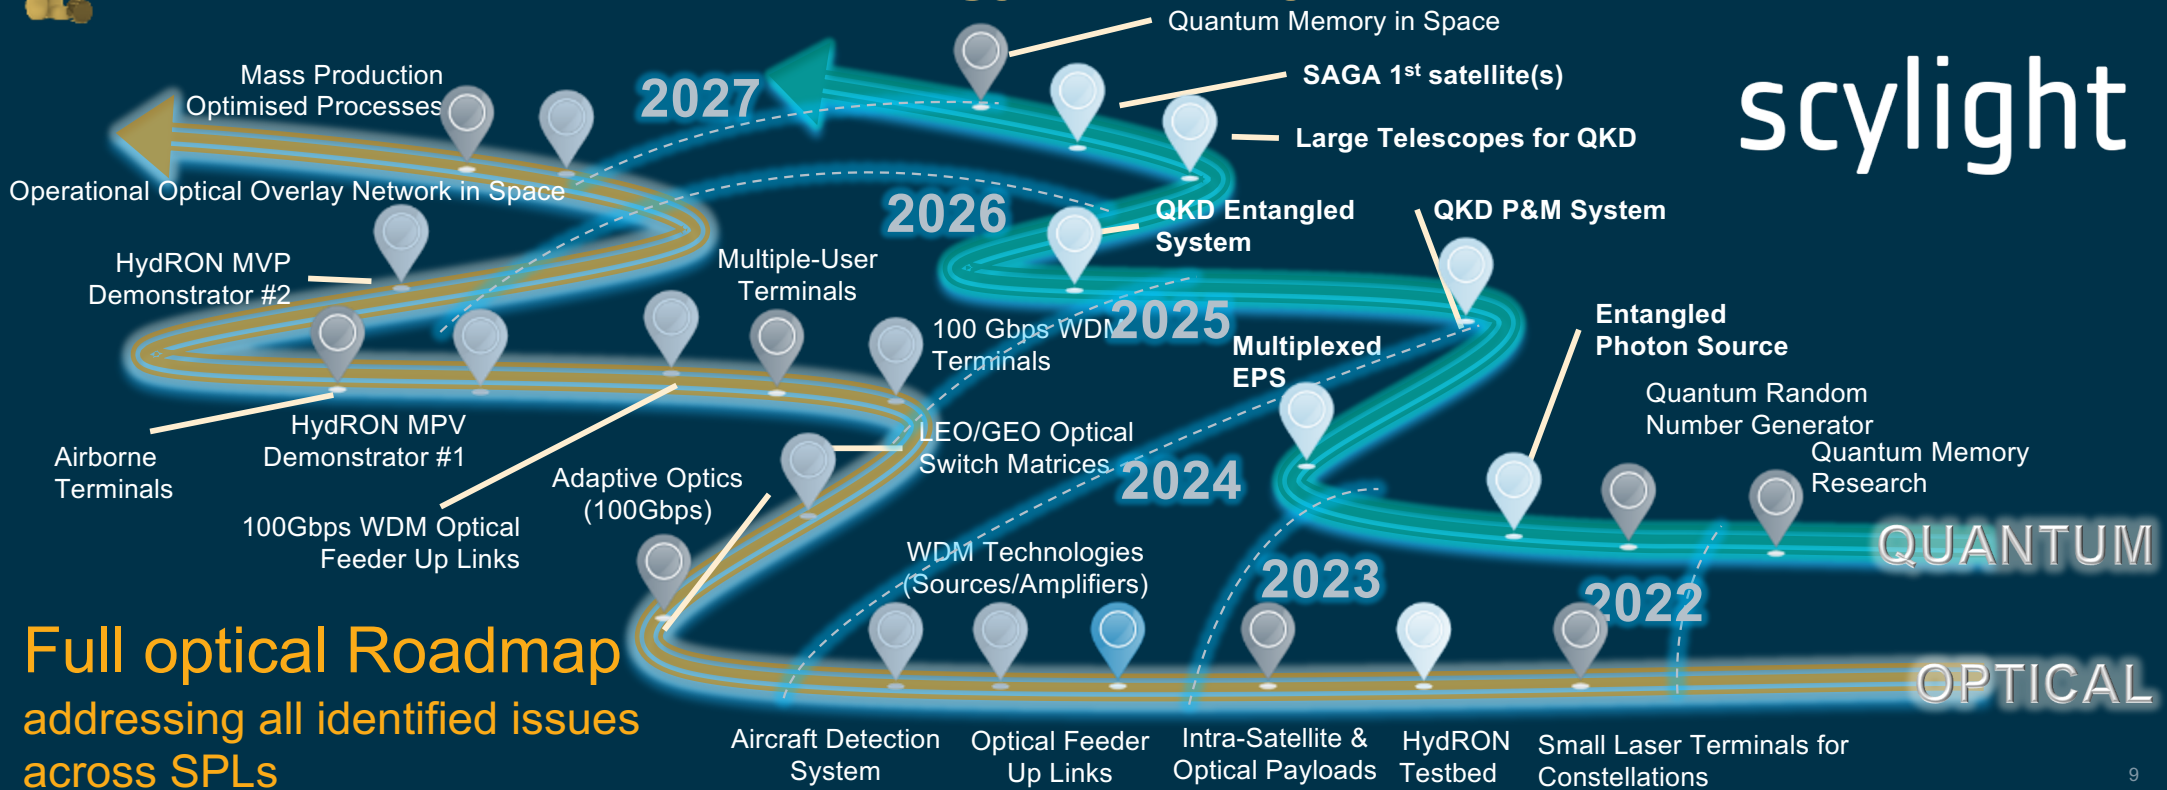 Quantum Memory in Space
SAGA 1st satellite(s)
Large Telescopes for QKD
scylight
Mass Production
Optimised Processes
2027
Operational Optical Overlay Network in Space
2026
QKD Entangled
System
QKD P&M System
HydRON MVP
Demonstrator #2
Multiple-User
Terminals
100 Gbps WDM
Terminals
2025
Multiplexed
EPS
Entangled
Photon Source
Quantum Random
Number Generator
Quantum Memory
Research
Airborne
Terminals
HydRON MPV
Demonstrator #1
LEO/GEO Optical
Switch Matrices
2024
Adaptive Optics
(100Gbps)
100Gbps WDM Optical
Feeder Up Links
WDM Technologies
(Sources/Amplifiers)
2023
2022
QUANTUM
OPTICAL
Full optical Roadmap
addressing all identified issues
across SPLs
Aircraft Detection
System
Optical Feeder
Up Links
Intra-Satellite &
Optical Payloads
HydRON
Testbed
Small Laser Terminals for
Constellations
9